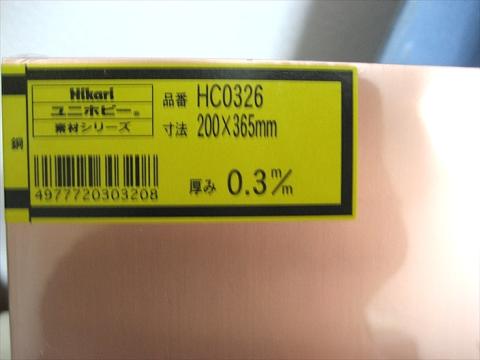 Hikari
ユニホビー®
素材シリーズ
品番 HC0326
寸法 200×365mm
銅
厚み 0.3 m/m
4977720303208